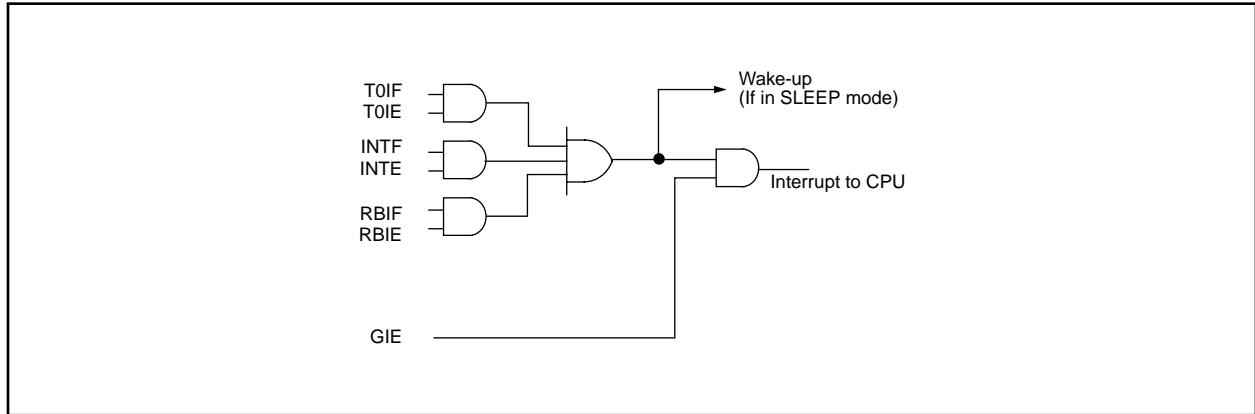 T0IF
T0IE
INTF
INTE
RBIF
RBIE
GIE
Wake-up
(If in SLEEP mode)
Interrupt to CPU